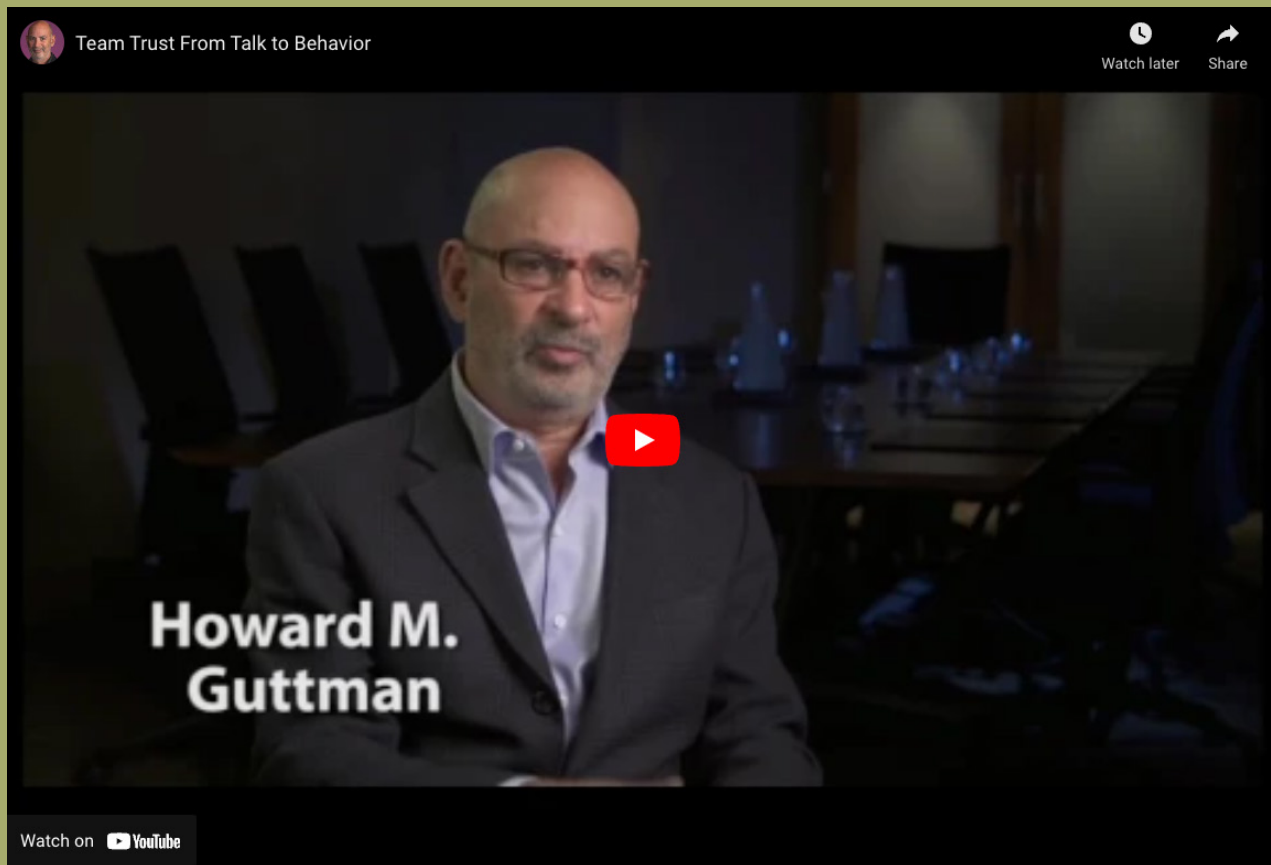 Team Trust From Talk to Behavior
Watch later
Share
Howard M.
Guttman
Watch on YouTube